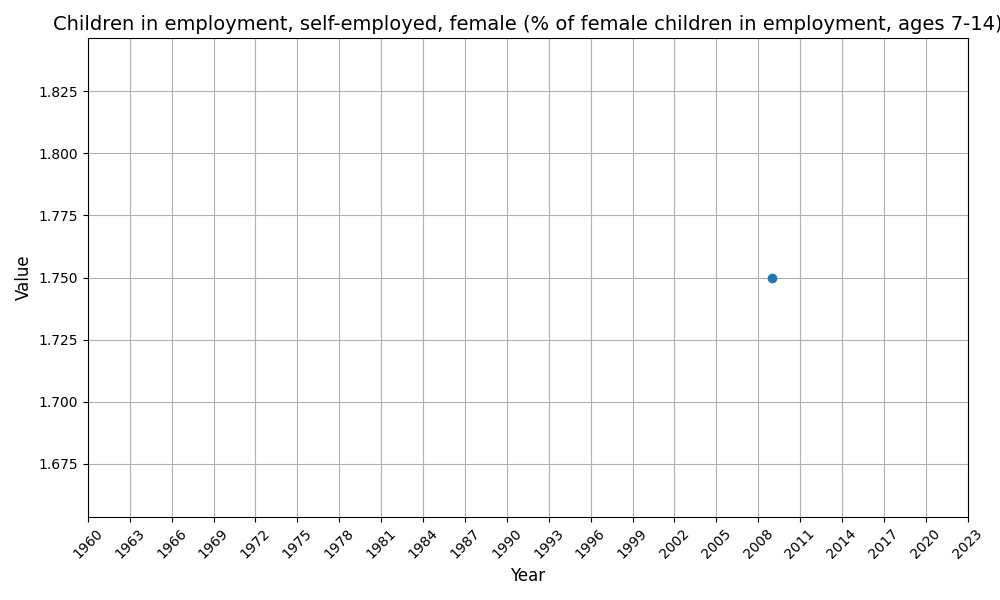 Children in employment, self-employed, female (% of female children in employment, ages 7-14)
1.825
1.800
1.775
1.750
1.725
1.700
1.675
Value
1960 1963 1966 1969 1972 1975 1978 1981 1984 1987 1990 1993 1996 1999 2002 2005 2008 2011 2014 2017 2020 2023
Year